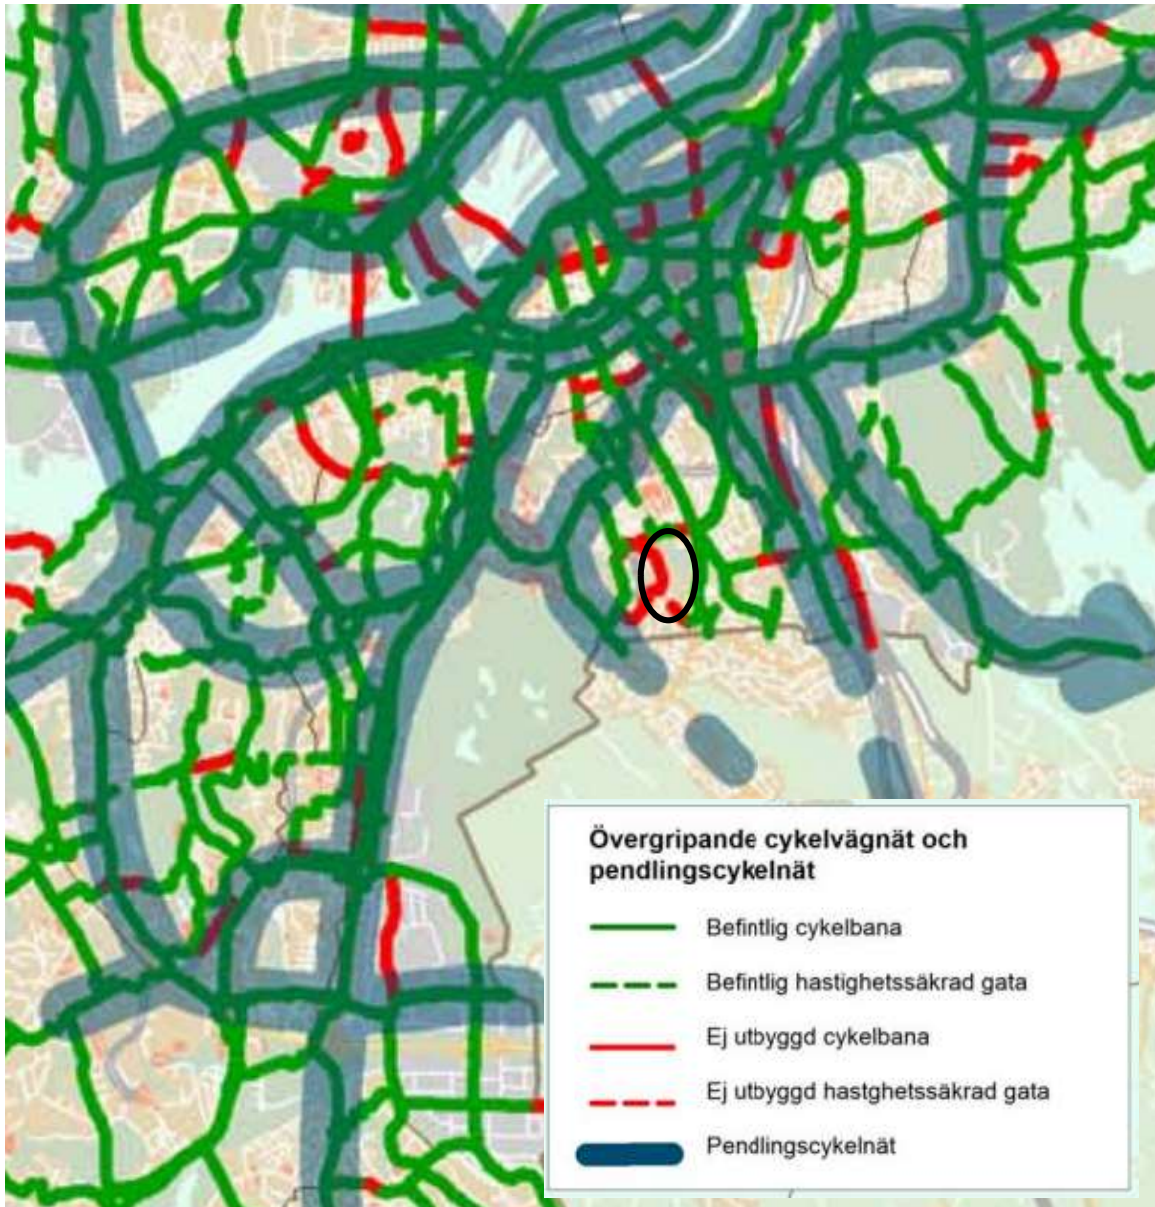 Övergripande cykelvägnät och
pendlingscykelnät
Befintlig cykelbana
Befintlig hastighetssäkrad gata
Ej utbyggd cykelbana
Ej utbyggd hastghetssäkrad gata
Pendlingscykelnät